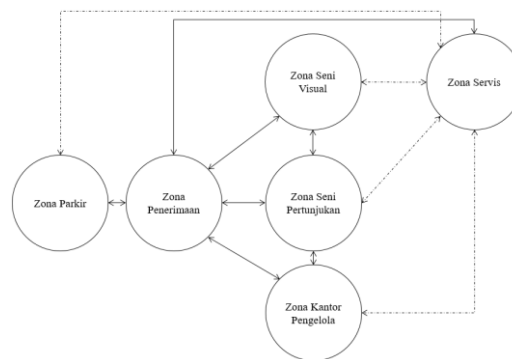 Zona Seni
Visual
Zona Servis
Zona Parkir
Zona
Penerimaan
Zona Seni
Pertunjukan
Zona Kantor
Pengelola